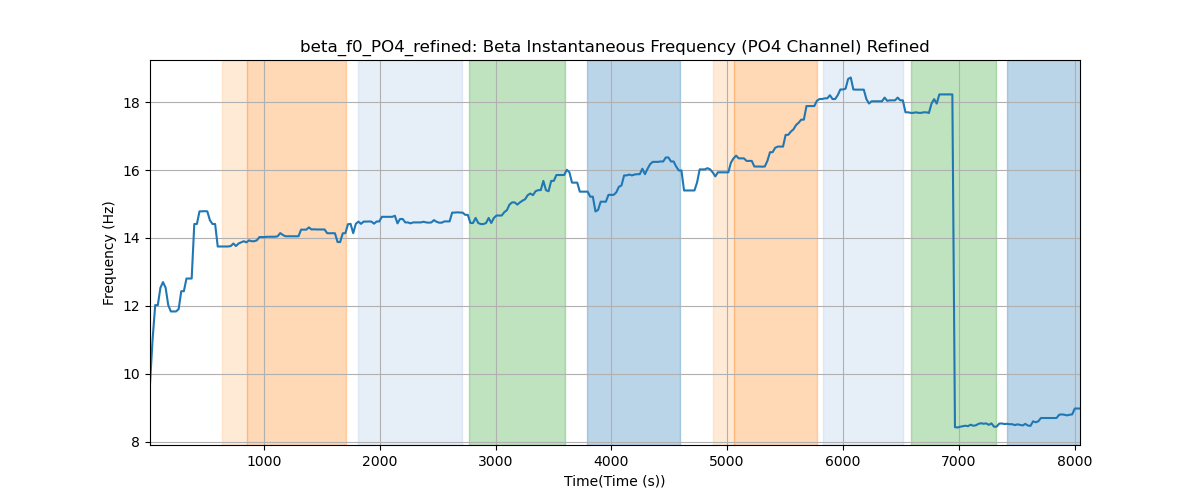 beta_f0_PO4_refined: Beta Instantaneous Frequency (PO4 Channel) Refined
Frequency (Hz)
18
16
14
12
10
8
1000 2000 3000 4000 5000 6000 7000 8000
Time(Time (s))